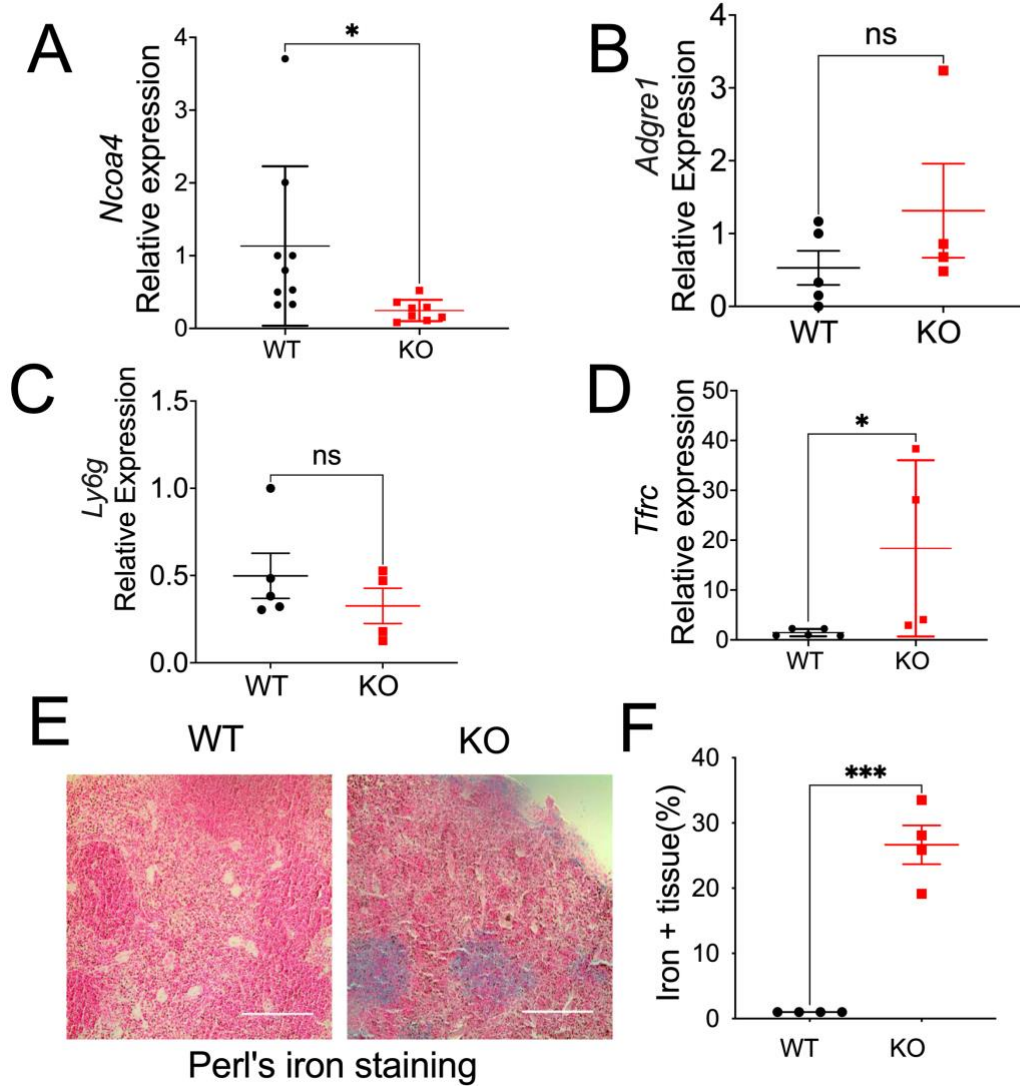 A
Ncoa4
Relative expression
4
3
2
1
0
*
WT
KO
B
Adgre1
Relative Expression
4
3
2
1
0
ns
WT
KO
C
Ly6g
Relative Expression
1.5
1.0
0.5
0.0
ns
WT
KO
D
Tfrc
Relative expression
50
40
30
20
10
0
*
WT
KO
E
WT
KO
Perl's iron staining
F
Iron + tissue(%)
40
30
20
10
0
***
WT
KO